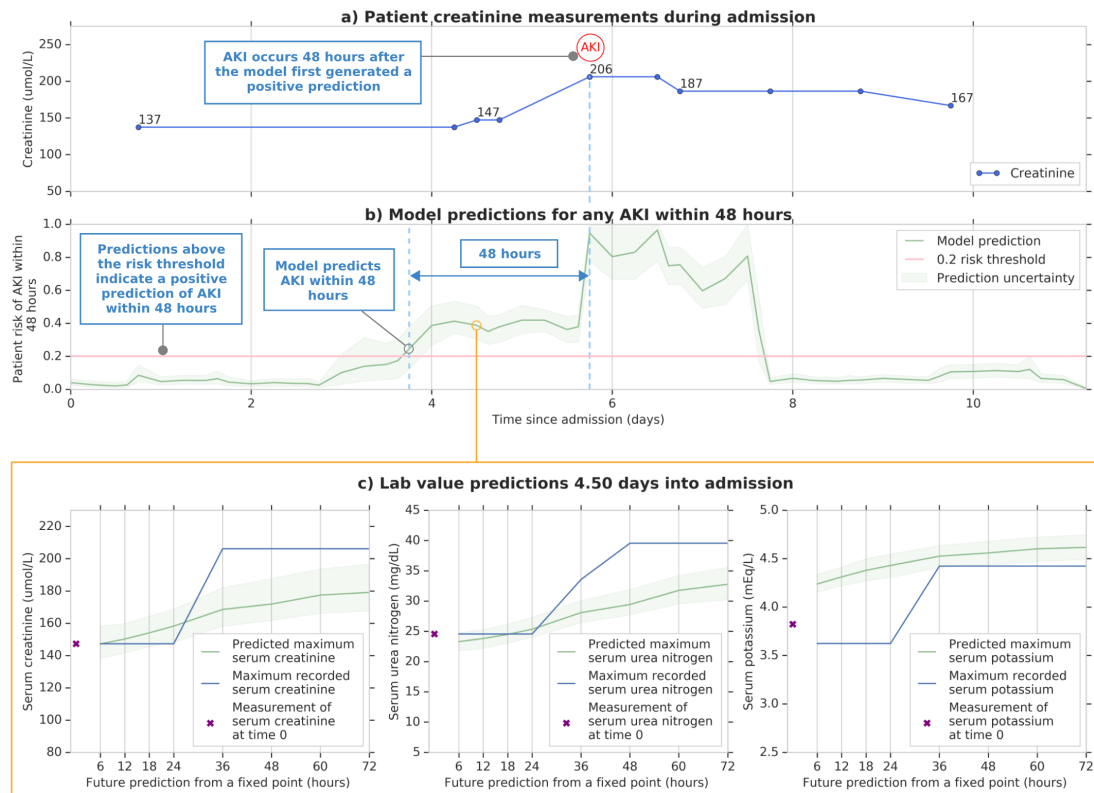 a) Patient creatinine measurements during admission
Creatinine (umol/L)
250
200
150
100
50
AKI occurs 48 hours after
the model first generated a
positive prediction
AKI
137
147
206
187
167
Creatinine
b) Model predictions for any AKI within 48 hours
Patient risk of AKI within
48 hours
1.0
0.8
0.6
0.4
0.2
0.0
Predictions above
the risk threshold
indicate a positive
prediction of AKI
within 48 hours
Model predicts
AKI within 48
hours
48 hours
Model prediction
0.2 risk threshold
Prediction uncertainty
0
2
4
6
8
10
Time since admission (days)
c) Lab value predictions 4.50 days into admission
Serum creatinine (umol/L)
220
200
180
160
140
120
100
80
Predicted maximum
serum creatinine
Maximum recorded
serum creatinine
Measurement of
serum creatinine
at time 0
6 12 18 24 36 48 60 72
Future prediction from a fixed point (hours)
Serum urea nitrogen (mg/dL)
45
40
35
30
25
20
15
10
5
Predicted maximum
serum urea nitrogen
Maximum recorded
serum urea nitrogen
Measurement of
serum urea nitrogen
at time 0
6 12 18 24 36 48 60 72
Future prediction from a fixed point (hours)
Serum potassium (mEq/L)
5.0
4.5
4.0
3.5
3.0
2.5
Predicted maximum
serum potassium
Maximum recorded
serum potassium
Measurement of
serum potassium
at time 0
6 12 18 24 36 48 60 72
Future prediction from a fixed point (hours)